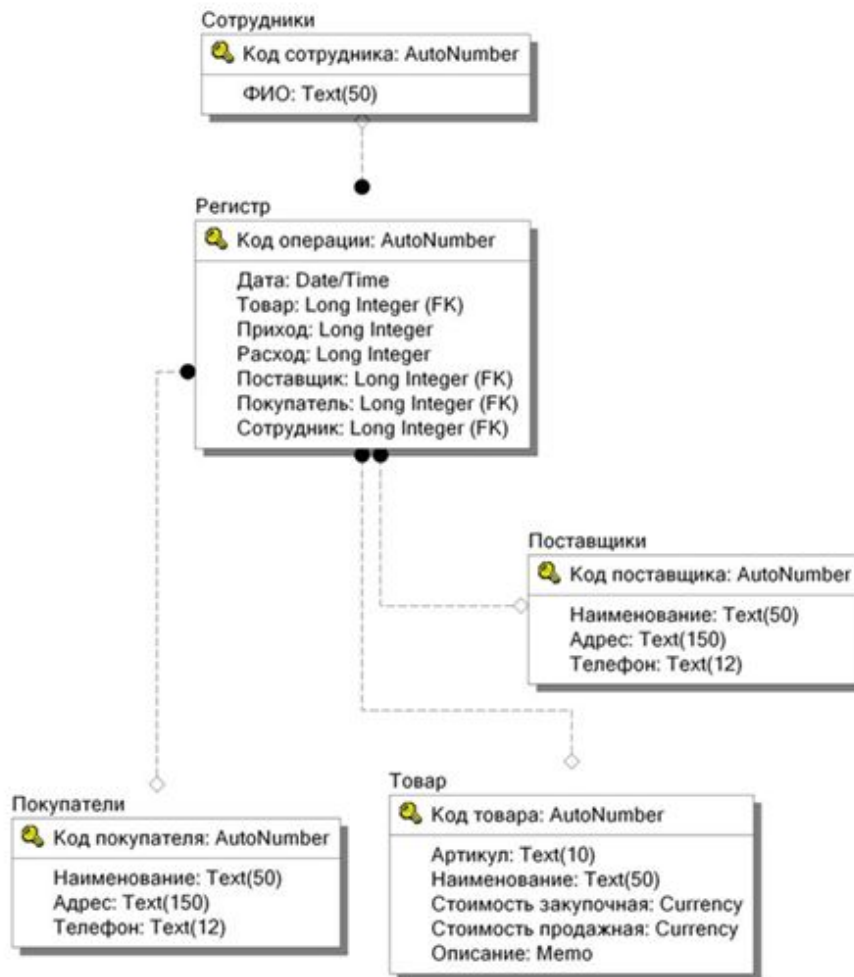 Сотрудники
Код сотрудника: AutoNumber
ФИО: Text(50)
Регистр
Код операции: AutoNumber
Дата: Date/Time
Товар: Long Integer (FK)
Приход: Long Integer
Расход: Long Integer
Поставщик: Long Integer (FK)
Покупатель: Long Integer (FK)
Сотрудник: Long Integer (FK)
Поставщики
Код поставщика: AutoNumber
Наименование: Text(50)
Адрес: Text(150)
Телефон: Text(12)
Покупатели
Код покупателя: AutoNumber
Наименование: Text(50)
Адрес: Text(150)
Телефон: Text(12)
Товар
Код товара: AutoNumber
Артикул: Text(10)
Наименование: Text(50)
Стоимость закупочная: Currency
Стоимость продажная: Currency
Описание: Memo